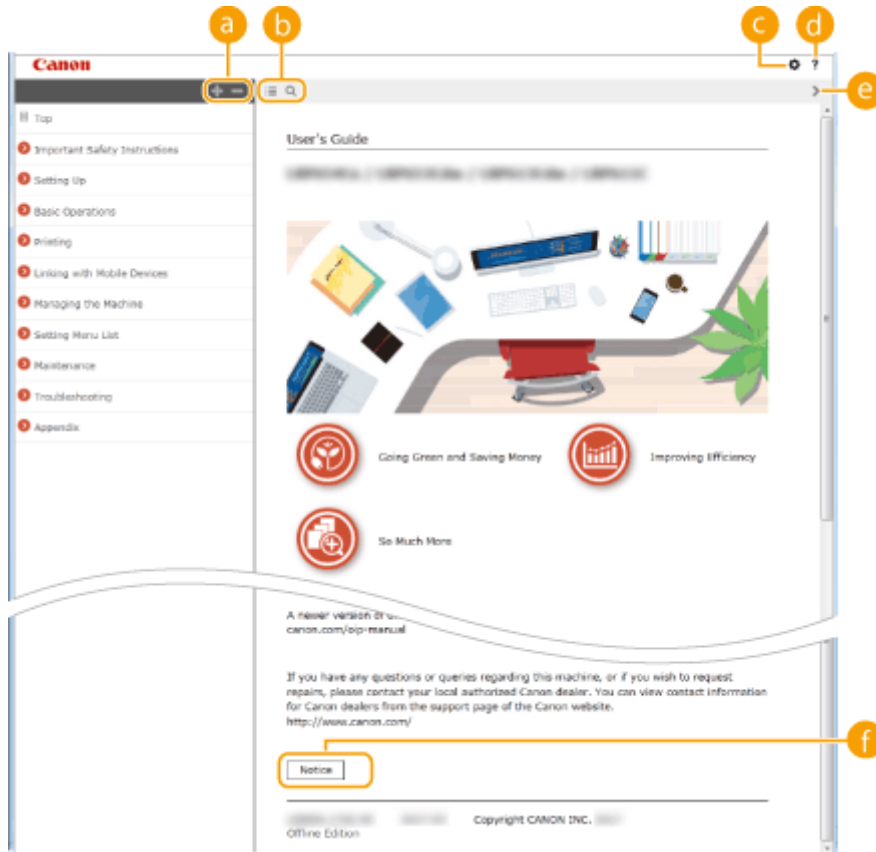 a
b
c
d
Canon
?
e
Top
User's Guide
Important Safety Instructions
Setting Up
Basic Operations
Printing
Linking with Mobile Devices
Managing the Machine
Setting Menu List
Maintenance
Troubleshooting
Appendix
Going Green and Saving Money
Improving Efficiency
So Much More
A newer version of
canon.com/oip-manual
If you have any questions or queries regarding this machine, or if you wish to request
repairs, please contact your local authorized Canon dealer. You can view contact information
for Canon dealers from the support page of the Canon website.
http://www.canon.com/
f
Notice
Copyright CANON INC.
Offline Edition